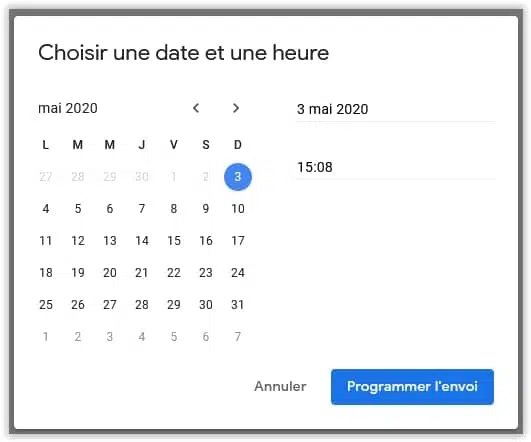 Choisir une date et une heure
mai 2020
3 mai 2020
L M M J V S D
15:08
27 28 29 30 1 2 3
4 5 6 7 8 9 10
11 12 13 14 15 16 17
18 19 20 21 22 23 24
25 26 27 28 29 30 31
1 2 3 4 5 6 7
Annuler Programmer l'envoi